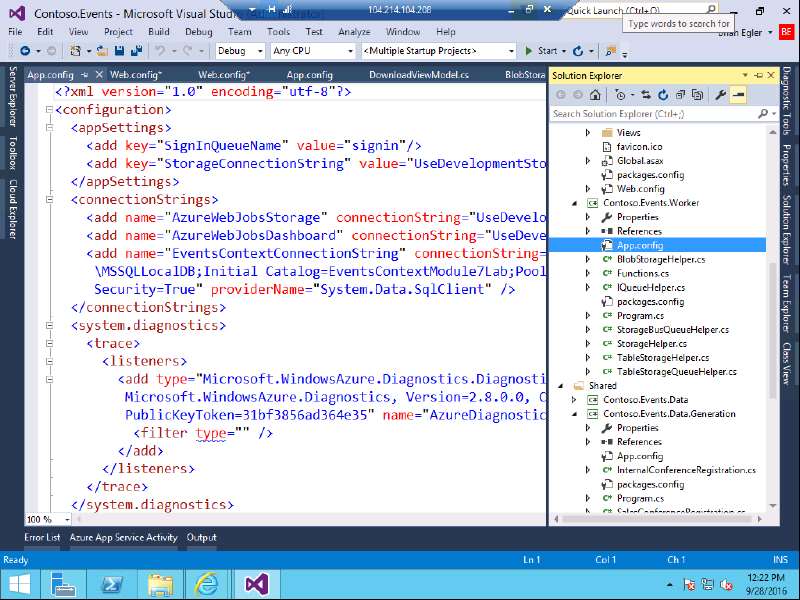 Contoso.Events - Microsoft Visual Studio
104.214.104.208
Quick Launch (Ctrl+Q)
Type words to search for
File Edit View Project Build Debug Team Tools Test Analyze Window Help
Brian Egler BE
Debug Any CPU <Multiple Startup Projects> Start
App.config Web.config* Web.config* App.config DownloadViewModel.cs BlobStora
Server Explorer
Toolbox
Cloud Explorer
<?xml version="1.0" encoding="utf-8"?>
<configuration>
<appSettings>
<add key="SignInQueueName" value="signin"/>
<add key="StorageConnectionString" value="UseDevelopmentSto
</appSettings>
<connectionStrings>
<add name="AzureWebJobsStorage" connectionString="UseDevelo
<add name="AzureWebJobsDashboard" connectionString="UseDeve
<add name="EventsContextConnectionString" connectionString=
\MSSQLLocalDB;Initial Catalog=EventsContextModule7Lab;Pool
Security=True" providerName="System.Data.SqlClient" />
</connectionStrings>
<system.diagnostics>
<trace>
<listeners>
<add type="Microsoft.WindowsAzure.Diagnostics.Diagnosti
Microsoft.WindowsAzure.Diagnostics, Version=2.8.0.0, C
PublicKeyToken=31bf3856ad364e35" name="AzureDiagnostic
<filter type="" />
</add>
</listeners>
</trace>
</system.diagnostics>
100 %
Solution Explorer
Search Solution Explorer (Ctrl+;)
Views
favicon.ico
Global.asax
packages.config
Web.config
Contoso.Events.Worker
Properties
References
App.config
BlobStorageHelper.cs
Functions.cs
IQueueHelper.cs
packages.config
Program.cs
StorageBusQueueHelper.cs
StorageHelper.cs
TableStorageHelper.cs
TableStorageQueueHelper.cs
Shared
Contoso.Events.Data
Contoso.Events.Data.Generation
Properties
References
App.config
InternalConferenceRegistration.cs
packages.config
Program.cs
SalesConferenceRegistration.cs
Diagnostic Tools
Properties
Solution Explorer
Team Explorer
Class View
Error List Azure App Service Activity Output
Ready Ln 1 Col 1 Ch 1 INS
12:22 PM
9/28/2016